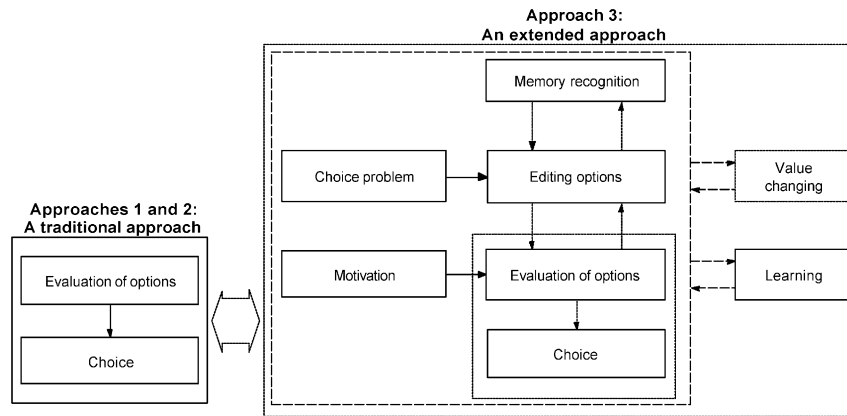 Approach 3:
An extended approach
Memory recognition
Choice problem
Editing options
Value
changing
Approaches 1 and 2:
A traditional approach
Evaluation of options
Choice
Motivation
Evaluation of options
Learning
Choice